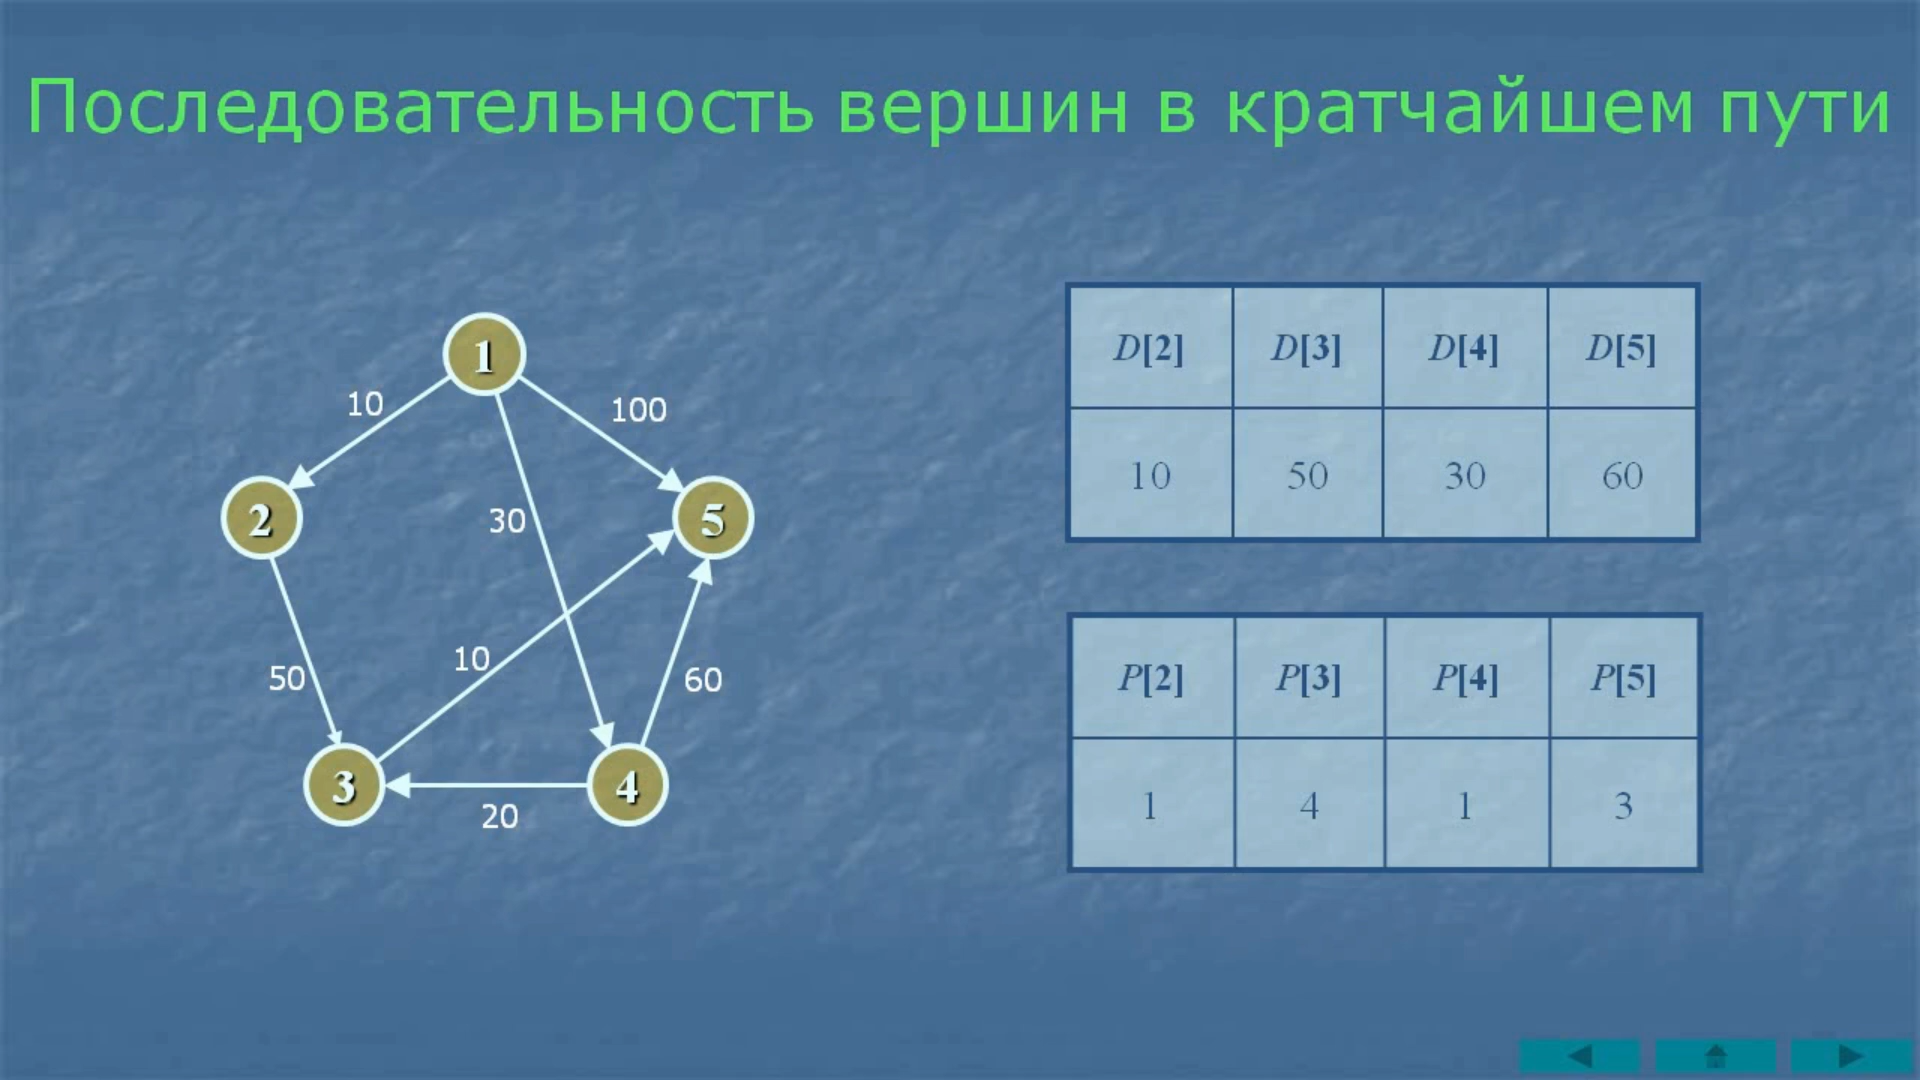 Последовательность вершин в кратчайшем пути
1
10
100
2
30
5
50
10
60
3
4
20
D[2] D[3] D[4] D[5]
10 50 30 60
P[2] P[3] P[4] P[5]
1 4 1 3